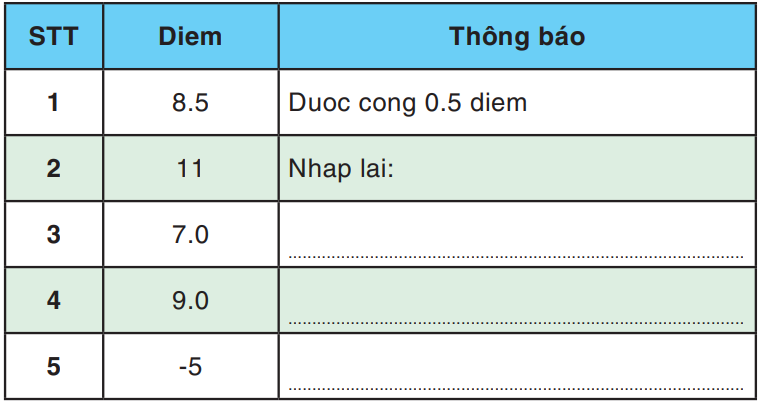 STT Diem Thông báo
1 8.5 Duoc cong 0.5 diem
2 11 Nhap lai:
3 7.0 ........................................................................
4 9.0 ........................................................................
5 -5 ........................................................................